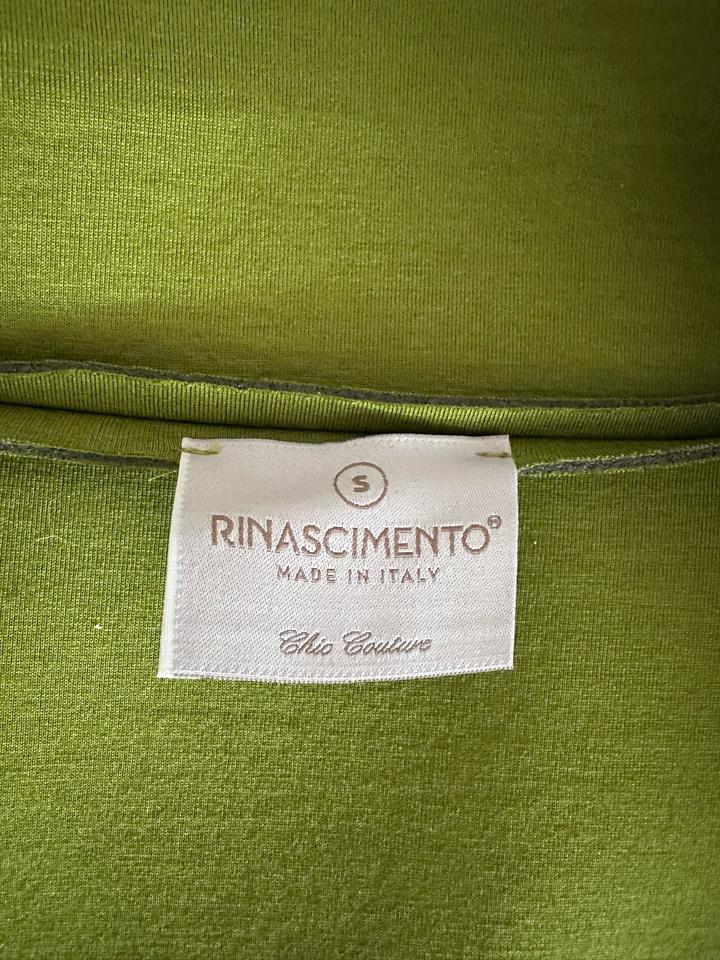 S
RINASCIMENTO®
MADE IN ITALY
Chic Couture